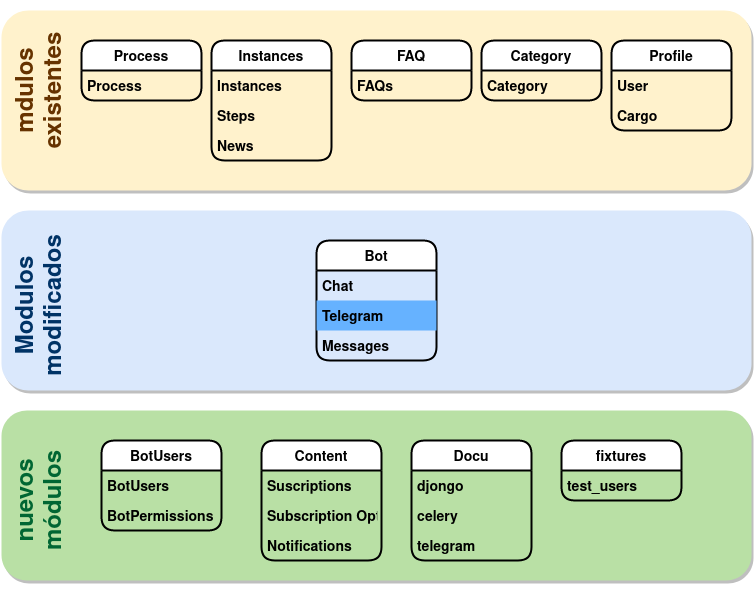 mdulos
existentes
Process
Process
Instances
Instances
Steps
News
FAQ
FAQs
Category
Category
Profile
User
Cargo
Modulos
modificados
Bot
Chat
Telegram
Messages
nuevos
módulos
BotUsers
BotUsers
BotPermissions
Content
Suscriptions
Subscription Opt
Notifications
Docu
djongo
celery
telegram
fixtures
test_users